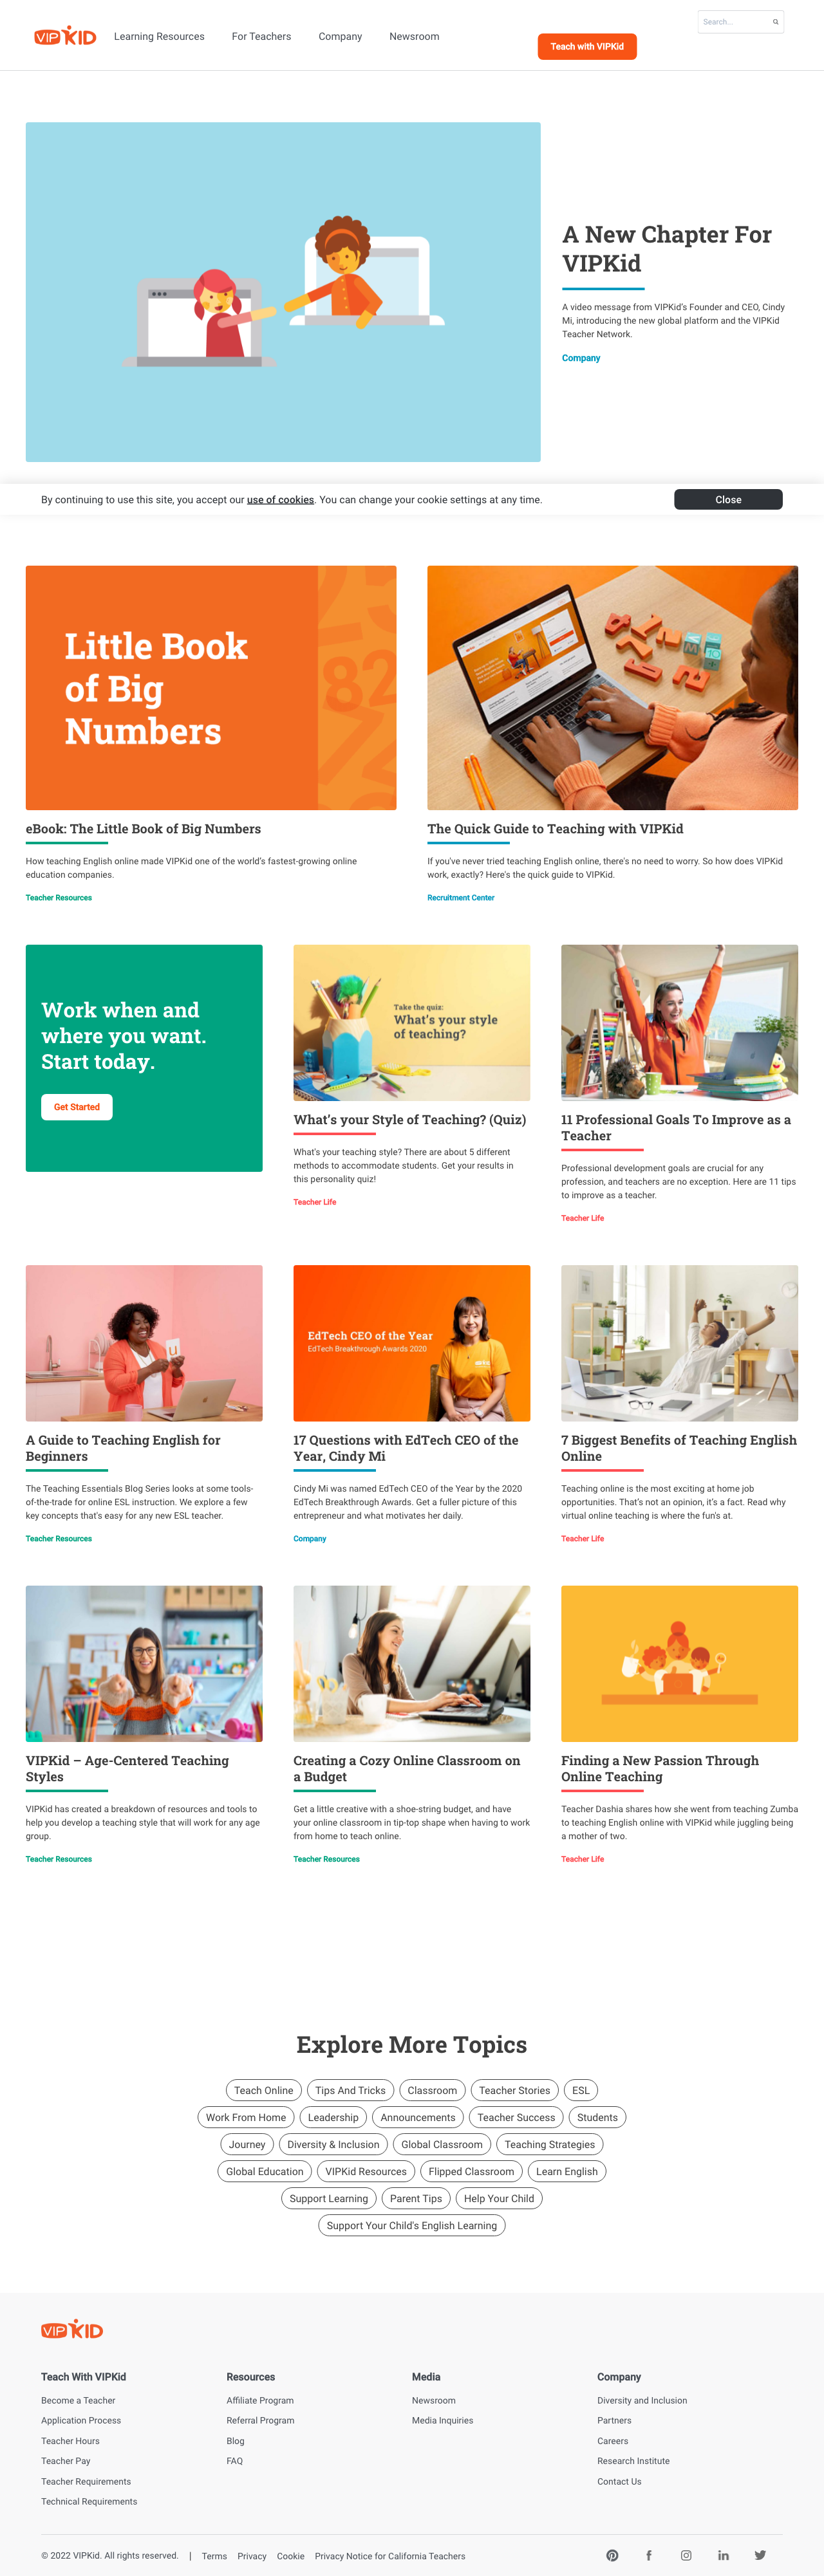 VIPKID
Learning Resources
For Teachers
Company
Newsroom
Teach with VIPKid
Search...
A New Chapter For
VIPKid
A video message from VIPKid's Founder and CEO, Cindy
Mi, introducing the new global platform and the VIPKid
Teacher Network.
Company
By continuing to use this site, you accept our use of cookies. You can change your cookie settings at any time.
Close
Little Book
of Big
Numbers
82
eBook: The Little Book of Big Numbers
How teaching English online made VIPKid one of the world's fastest-growing online
education companies.
Teacher Resources
The Quick Guide to Teaching with VIPKid
If you've never tried teaching English online, there's no need to worry. So how does VIPKid
work, exactly? Here's the quick guide to VIPKid.
Recruitment Center
Work when and
where you want.
Start today.
Get Started
Take the quiz:
What's your style
of teaching?
What's your Style of Teaching? (Quiz)
What's your teaching style? There are about 5 different
methods to accommodate students. Get your results in
this personality quiz!
Teacher Life
11 Professional Goals To Improve as a
Teacher
Professional development goals are crucial for any
profession, and teachers are no exception. Here are 11 tips
to improve as a teacher.
Teacher Life
u
A Guide to Teaching English for
Beginners
The Teaching Essentials Blog Series looks at some tools-
of-the-trade for online ESL instruction. We explore a few
key concepts that's easy for any new ESL teacher.
Teacher Resources
EdTech CEO of the Year
EdTech Breakthrough Awards 2020
17 Questions with EdTech CEO of the
Year, Cindy Mi
Cindy Mi was named EdTech CEO of the Year by the 2020
EdTech Breakthrough Awards. Get a fuller picture of this
entrepreneur and what motivates her daily.
Company
7 Biggest Benefits of Teaching English
Online
Teaching online is the most exciting at home job
opportunities. That's not an opinion, it's a fact. Read why
virtual online teaching is where the fun's at.
Teacher Life
VIPKid – Age-Centered Teaching
Styles
VIPKid has created a breakdown of resources and tools to
help you develop a teaching style that will work for any age
group.
Teacher Resources
Creating a Cozy Online Classroom on
a Budget
Get a little creative with a shoe-string budget, and have
your online classroom in tip-top shape when having to work
from home to teach online.
Teacher Resources
Finding a New Passion Through
Online Teaching
Teacher Dashia shares how she went from teaching Zumba
to teaching English online with VIPKid while juggling being
a mother of two.
Teacher Life
Explore More Topics
Teach Online
Tips And Tricks
Classroom
Teacher Stories
ESL
Work From Home
Leadership
Announcements
Teacher Success
Students
Journey
Diversity & Inclusion
Global Classroom
Teaching Strategies
Global Education
VIPKid Resources
Flipped Classroom
Learn English
Support Learning
Parent Tips
Help Your Child
Support Your Child's English Learning
VIPKID
Teach With VIPKid
Become a Teacher
Application Process
Teacher Hours
Teacher Pay
Teacher Requirements
Technical Requirements
Resources
Affiliate Program
Referral Program
Blog
FAQ
Media
Newsroom
Media Inquiries
Company
Diversity and Inclusion
Partners
Careers
Research Institute
Contact Us
© 2022 VIPKid. All rights reserved. | Terms Privacy Cookie Privacy Notice for California Teachers